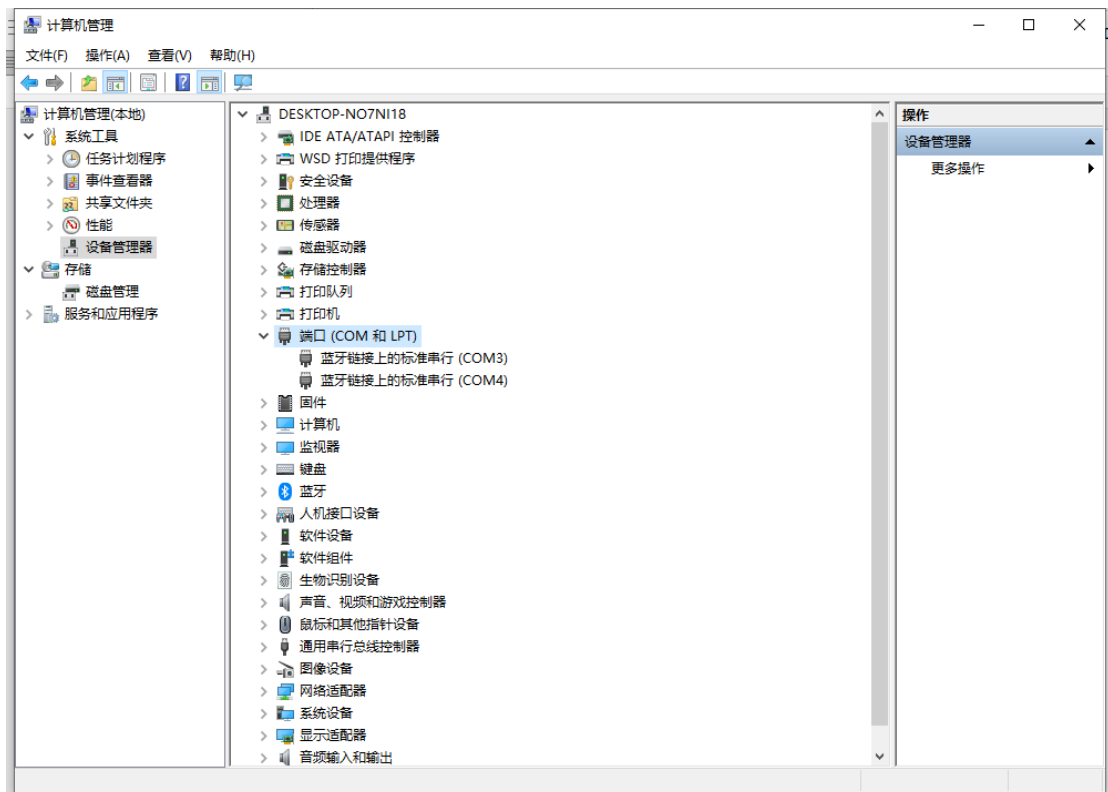 计算机管理
文件(F) 操作(A) 查看(V) 帮助(H)
计算机管理(本地)
系统工具
任务计划程序
事件查看器
共享文件夹
性能
设备管理器
存储
磁盘管理
服务和应用程序
DESKTOP-NO7NI18
IDE ATA/ATAPI 控制器
WSD 打印提供程序
安全设备
处理器
传感器
磁盘驱动器
存储控制器
打印队列
打印机
端口 (COM 和 LPT)
蓝牙链接上的标准串行 (COM3)
蓝牙链接上的标准串行 (COM4)
固件
计算机
监视器
键盘
蓝牙
人机接口设备
软件设备
软件组件
生物识别设备
声音、视频和游戏控制器
鼠标和其他指针设备
通用串行总线控制器
图像设备
网络适配器
系统设备
显示适配器
音频输入和输出
操作
设备管理器
更多操作